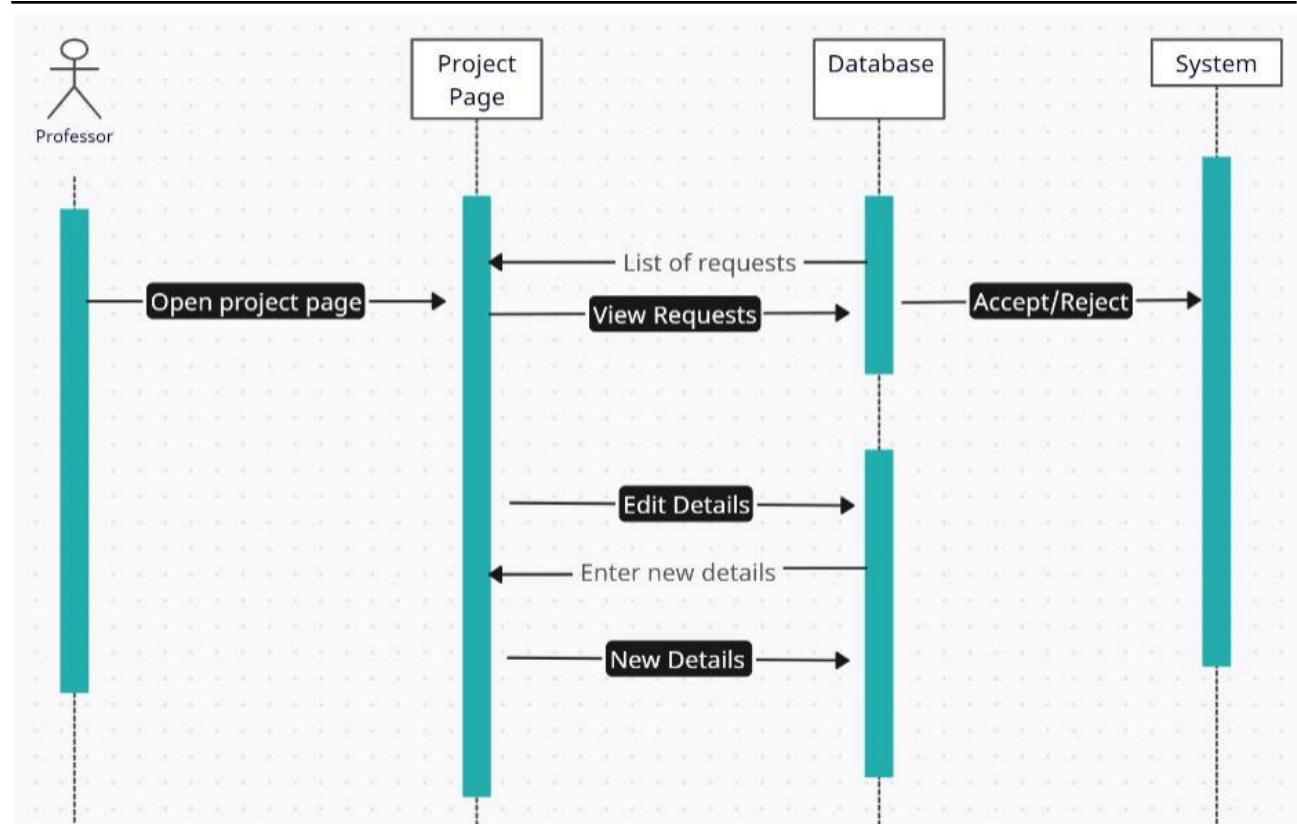 Project
Page
Database
System
Professor
List of requests
Open project page
View Requests
Accept/Reject
Edit Details
Enter new details
New Details